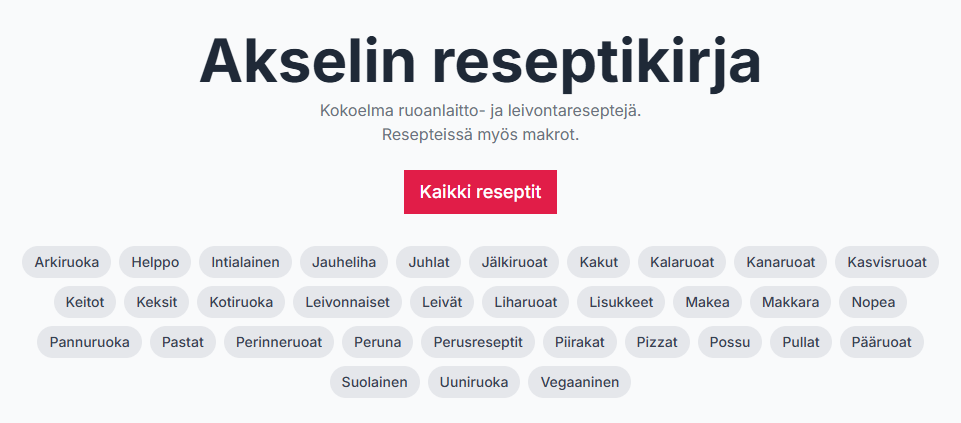 Akselin reseptikirja
Kokoelma ruoanlaitto- ja leivontareseptejä.
Resepteissä myös makrot.
Kaikki reseptit
Arkiruoka Helppo Intialainen Jauheliha Juhlat Jälkiruoat Kakut Kalaruoat Kanaruoat Kasvisruoat
Keitot Keksit Kotiruoka Leivonnaiset Leivät Liharuoat Lisukkeet Makea Makkara Nopea
Pannuruoka Pastat Perinneruoat Peruna Perusreseptit Piirakat Pizzat Possu Pullat Pääruoat
Suolainen Uuniruoka Vegaaninen